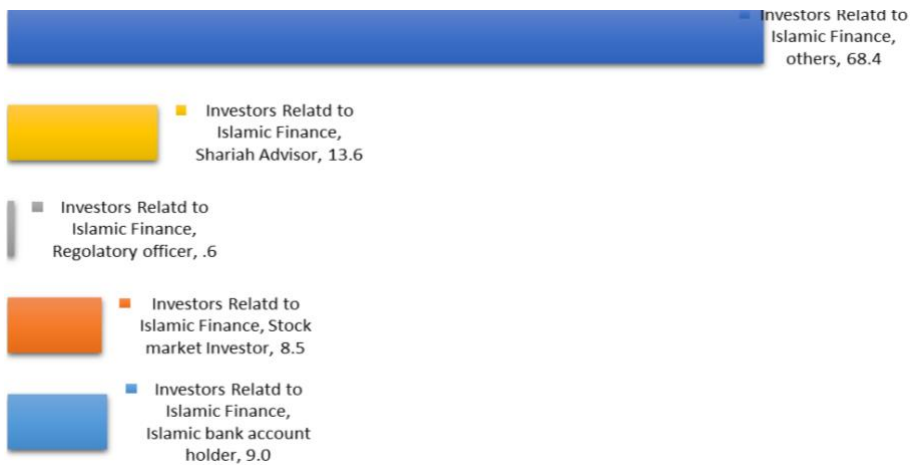 Investors Relatd to
Islamic Finance,
others, 68.4
Investors Relatd to
Islamic Finance,
Shariah Advisor, 13.6
Investors Relatd to
Islamic Finance,
Regolatory officer, .6
Investors Relatd to
Islamic Finance, Stock
market Investor, 8.5
Investors Relatd to
Islamic Finance,
Islamic bank account
holder, 9.0